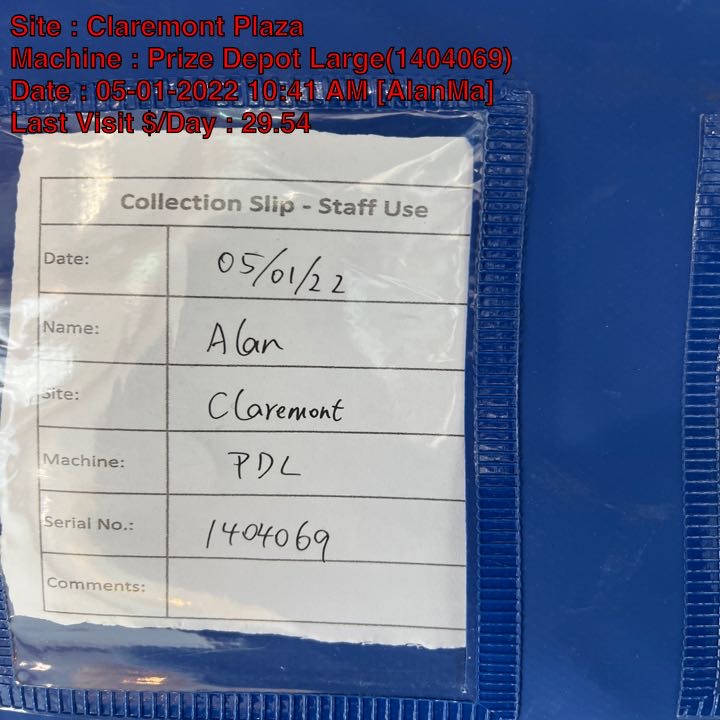 Site : Claremont Plaza
Machine : Prize Depot Large(1404069)
Date : 05-01-2022 10:41 AM [AlanMa]
Last Visit $/Day : 29.54
Collection Slip - Staff Use
Date: 05/01/22
Name: Alan
Site: Claremont
Machine: PDL
Serial No.: 1404069
Comments: